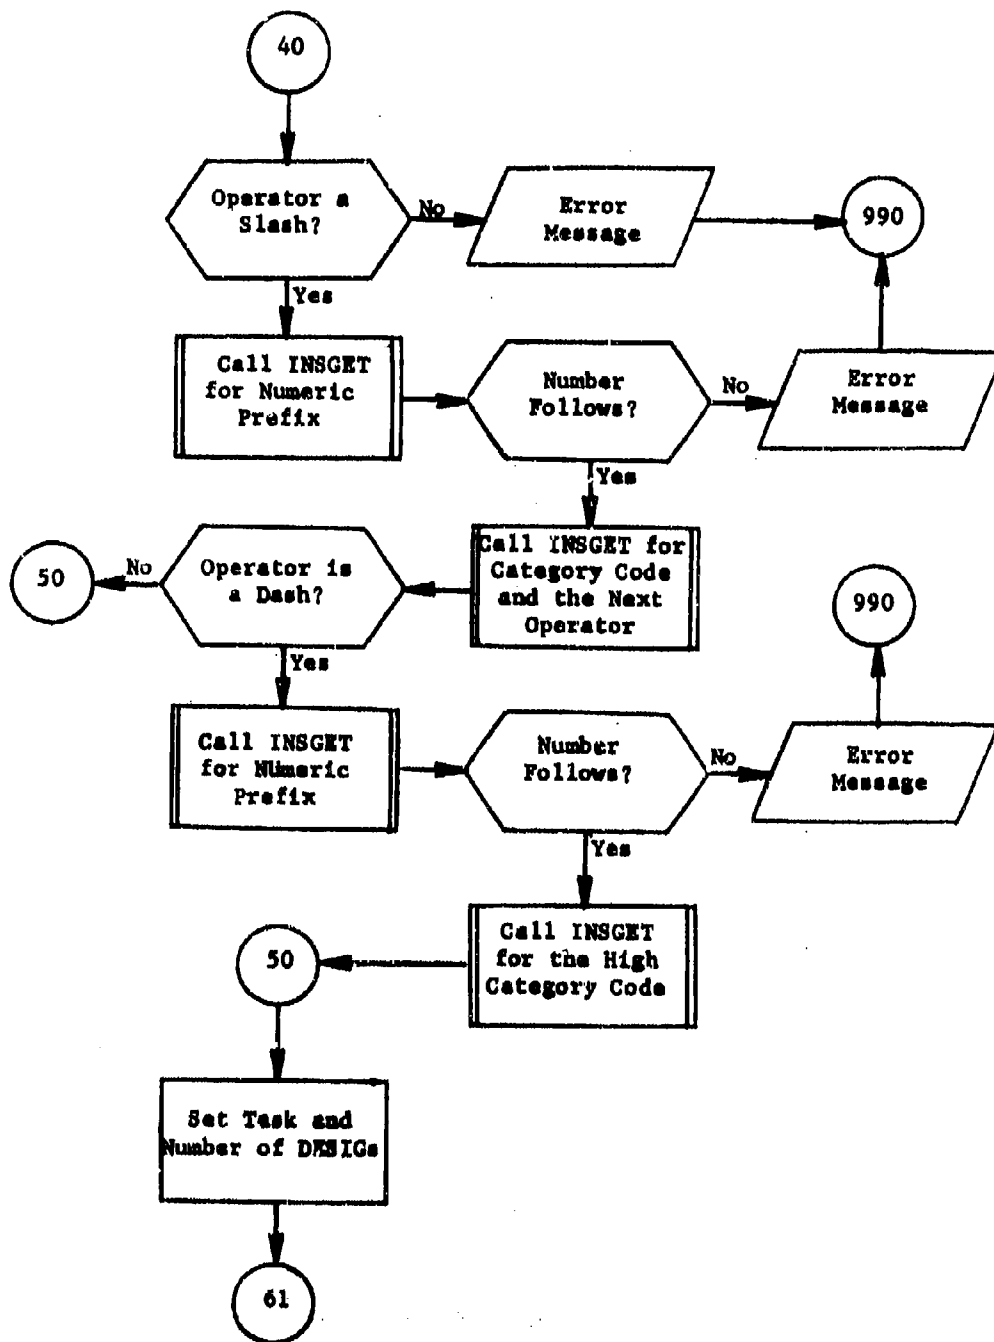 40
Operator a
Slash?
No
Error
Message
990
Yes
Call INSGET
for Numeric
Prefix
Number
Follows?
No
Error
Message
Yes
50
No
Operator is
a Dash?
Call INSGET for
Category Code
and the Next
Operator
990
Yes
Call INSGET
for Numeric
Prefix
Number
Follows?
No
Error
Message
Yes
50
Call INSGET
for the High
Category Code
Set Task and
Number of DESIGs
61